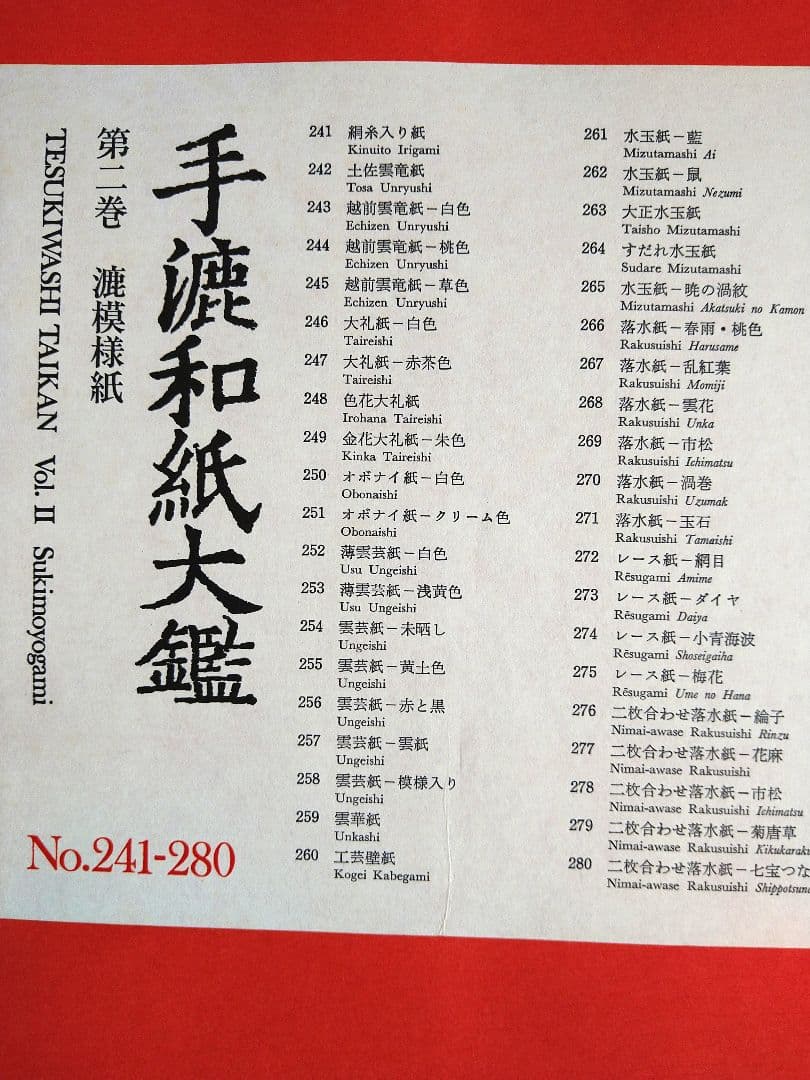 手漉和紙大鑑
第二巻 漉模様紙
TESUKIWASHI TAIKAN Vol. II Sukimoyogami
No.241-280
241 絹糸入り紙
Kinuito Irigami
242 土佐雲竜紙
Tosa Unryushi
243 越前雲竜紙－白色
Echizen Unryushi
244 越前雲竜紙－桃色
Echizen Unryushi
245 越前雲竜紙－草色
Echizen Unryushi
246 大礼紙－白色
Taireishi
247 大礼紙－赤茶色
Taireishi
248 色花大礼紙
Irohana Taireishi
249 金花大礼紙－朱色
Kinka Taireishi
250 オボナイ紙－白色
Obonaishi
251 オボナイ紙－クリーム色
Obonaishi
252 薄雲芸紙－白色
Usu Ungeishi
253 薄雲芸紙－浅黄色
Usu Ungeishi
254 雲芸紙－未晒し
Ungeishi
255 雲芸紙－黄土色
Ungeishi
256 雲芸紙－赤と黒
Ungeishi
257 雲芸紙－雲紙
Ungeishi
258 雲芸紙－模様入り
Ungeishi
259 雲華紙
Unkashi
260 工芸壁紙
Kogei Kabegami
261 水玉紙－藍
Mizutamashi Ai
262 水玉紙－鼠
Mizutamashi Nezumi
263 大正水玉紙
Taisho Mizutamashi
264 すだれ水玉紙
Sudare Mizutamashi
265 水玉紙－暁の渦紋
Mizutamashi Akatsuki no Kamon
266 落水紙－春雨・桃色
Rakusuishi Harusame
267 落水紙－乱紅葉
Rakusuishi Momiji
268 落水紙－雲花
Rakusuishi Unka
269 落水紙－市松
Rakusuishi Ichimatsu
270 落水紙－渦巻
Rakusuishi Uzumak
271 落水紙－玉石
Rakusuishi Tamaishi
272 レース紙－網目
Rēsugami Amime
273 レース紙－ダイヤ
Rēsugami Daiya
274 レース紙－小青海波
Rēsugami Shoseigaiha
275 レース紙－梅花
Rēsugami Ume no Hana
276 二枚合わせ落水紙－綸子
Nimai-awase Rakusuishi Rinzu
277 二枚合わせ落水紙－花麻
Nimai-awase Rakusuishi
278 二枚合わせ落水紙－市松
Nimai-awase Rakusuishi Ichimatsu
279 二枚合わせ落水紙－菊唐草
Nimai-awase Rakusuishi Kikukaraku
280 二枚合わせ落水紙－七宝つな
Nimai-awase Rakusuishi Shippotsuna